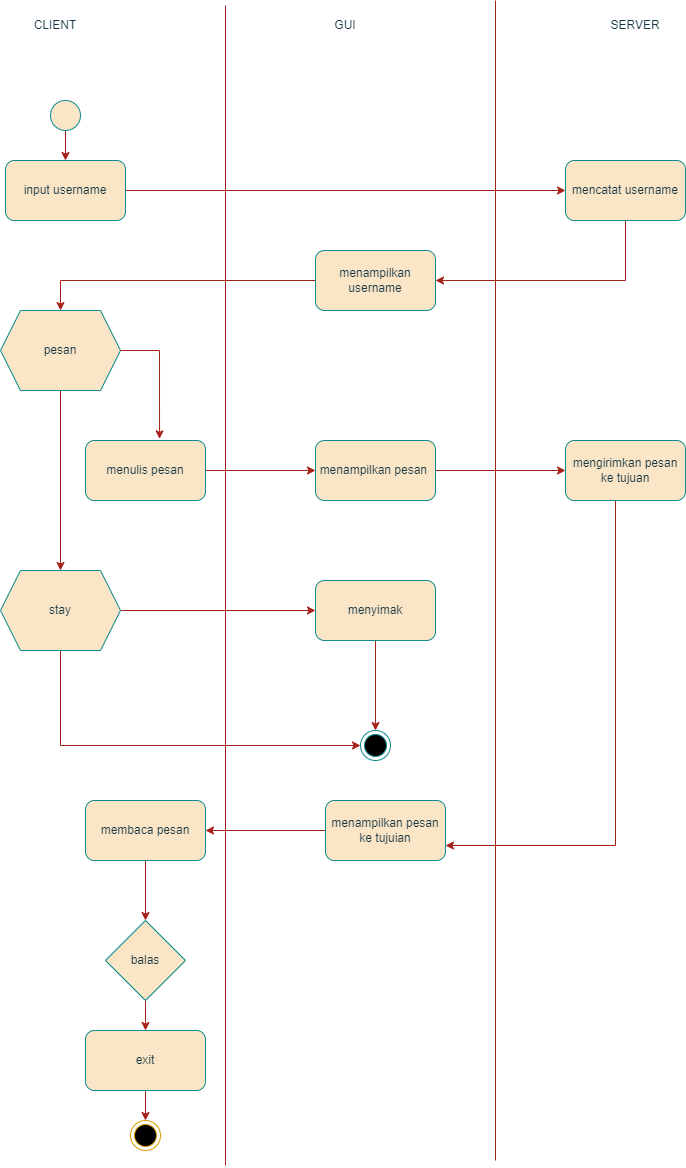 CLIENT
GUI
SERVER
input username
mencatat username
menampilkan
username
pesan
menulis pesan
menampilkan pesan
mengirimkan pesan
ke tujuan
stay
menyimak
membaca pesan
menampilkan pesan
ke tujuian
balas
exit